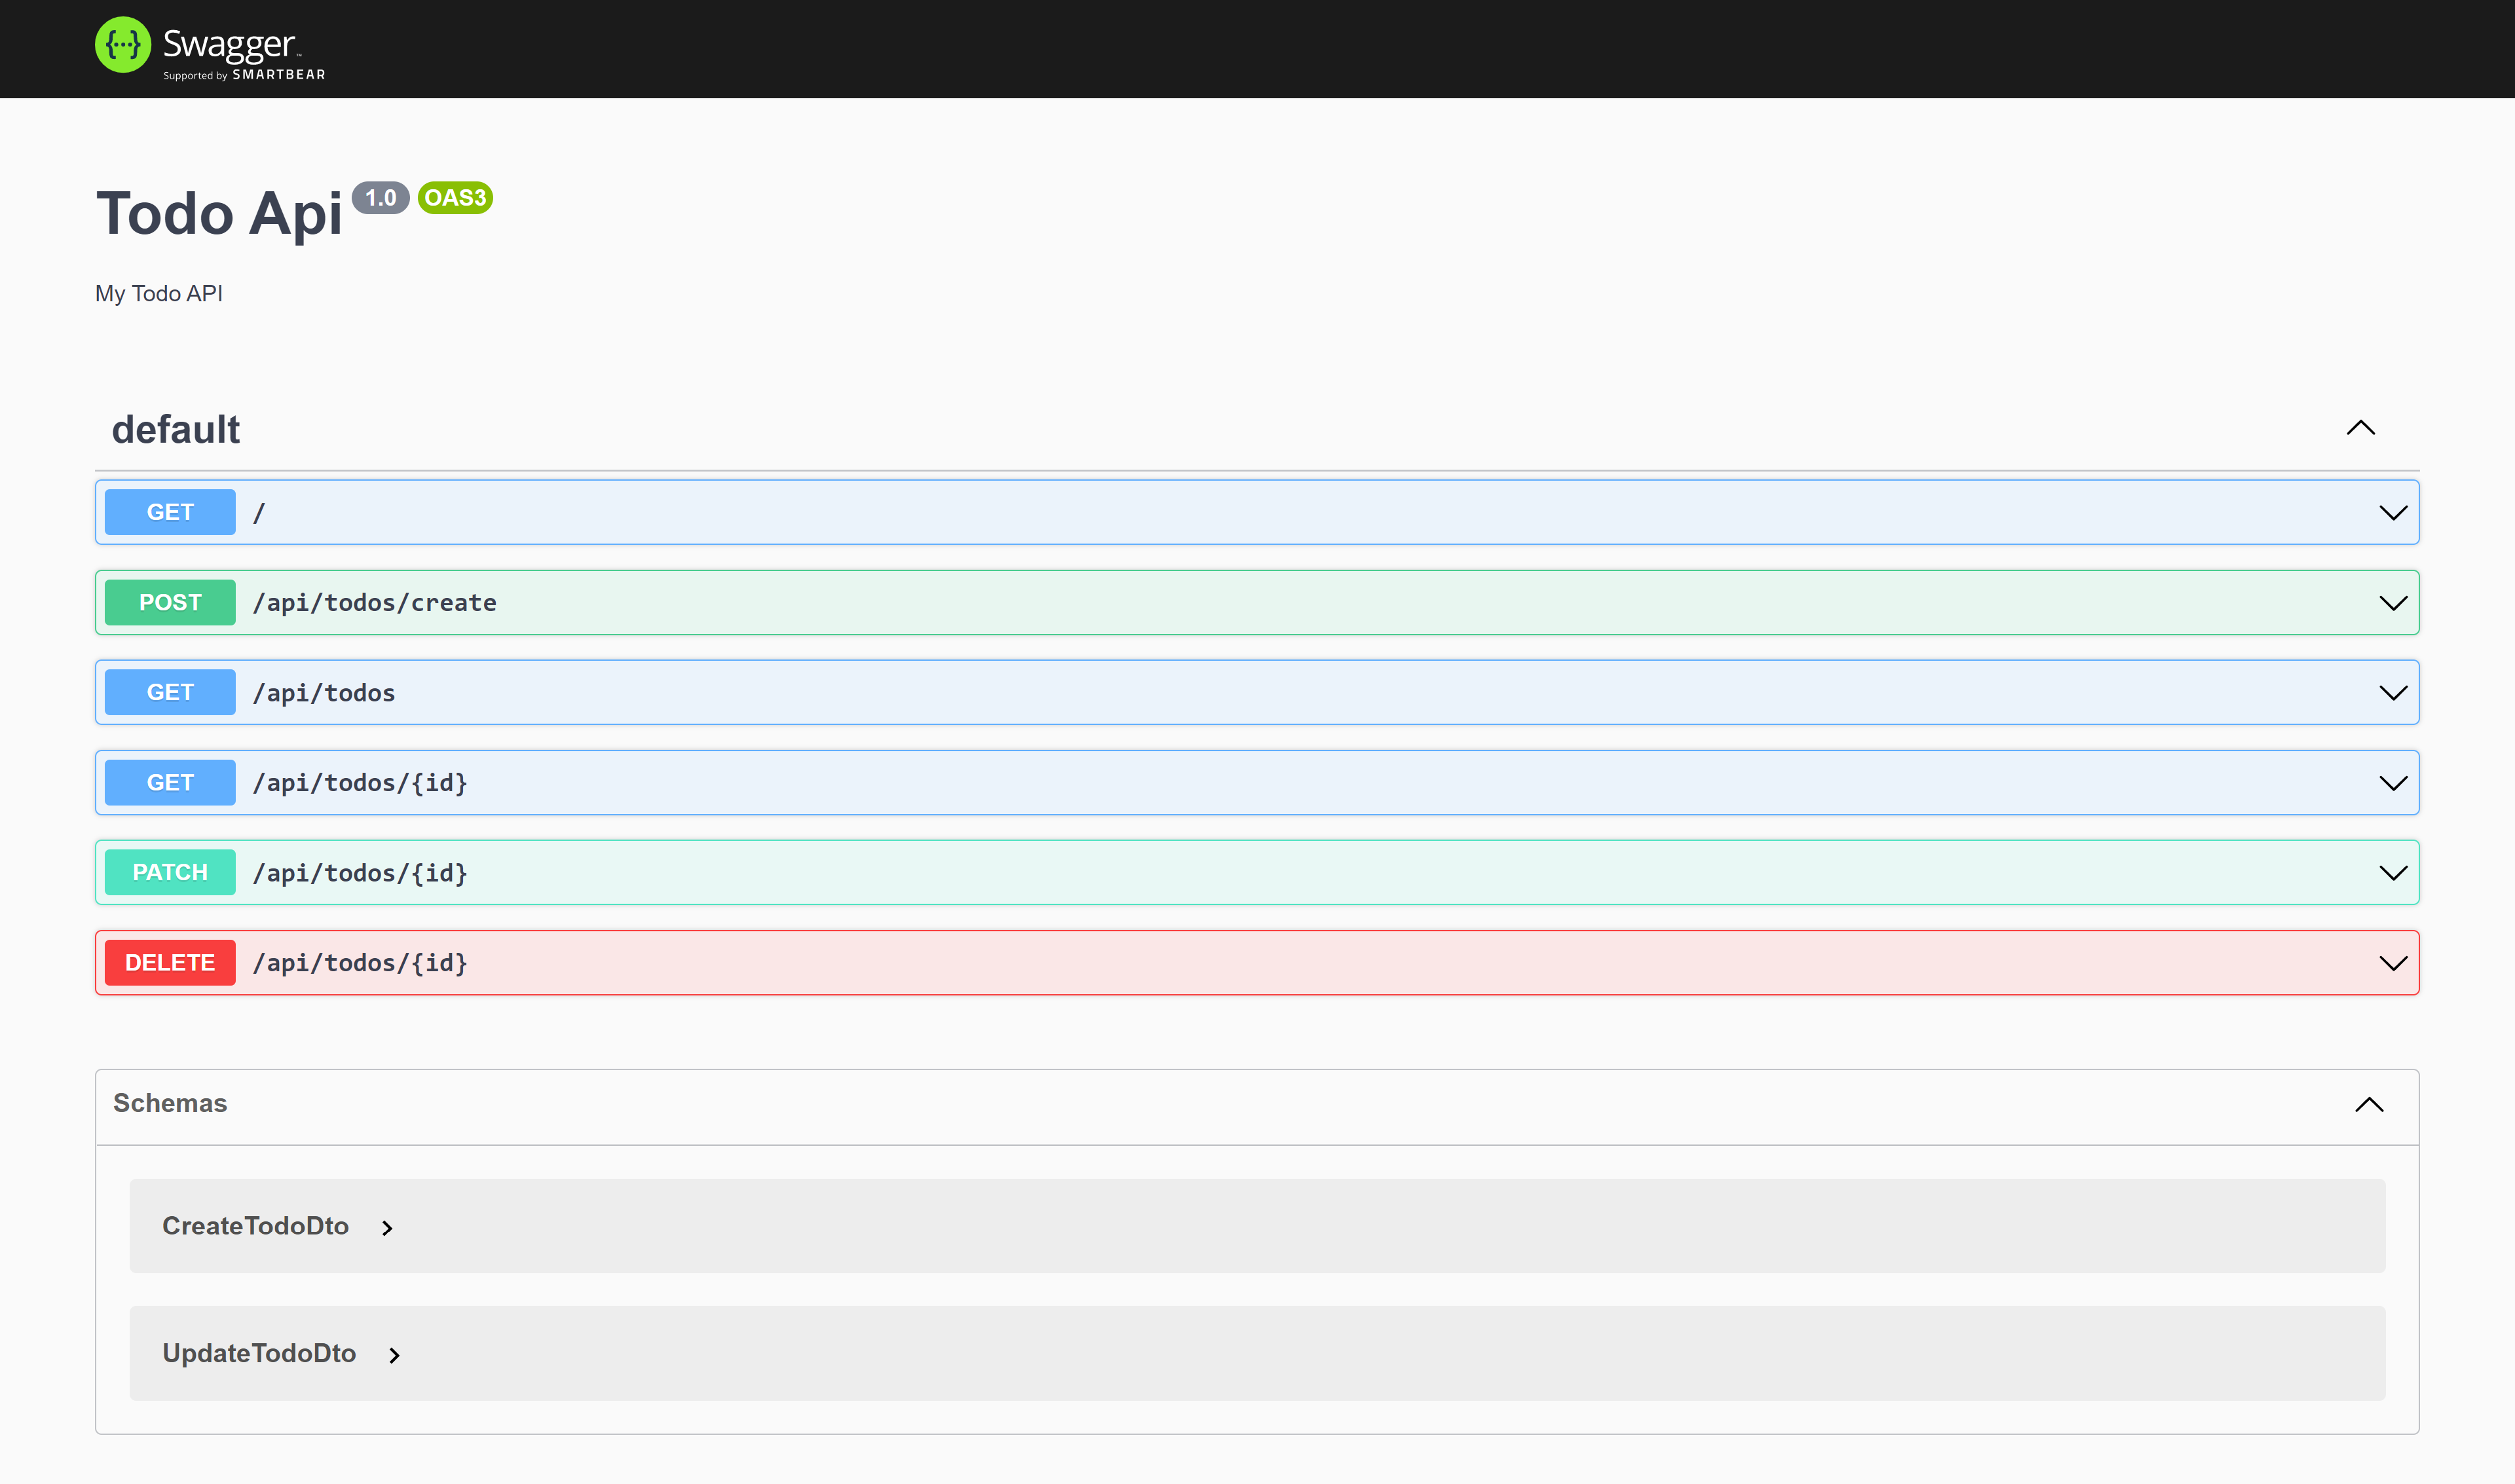 Swagger™
Supported by SMARTBEAR
Todo Api 1.0 OAS3
My Todo API
default
GET /
POST /api/todos/create
GET /api/todos
GET /api/todos/{id}
PATCH /api/todos/{id}
DELETE /api/todos/{id}
Schemas
CreateTodoDto
UpdateTodoDto